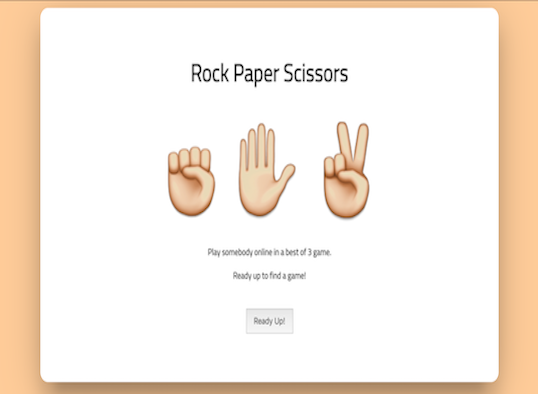 Rock Paper Scissors
Play somebody online in a best of 3 game.
Ready up to find a game!
Ready Up!